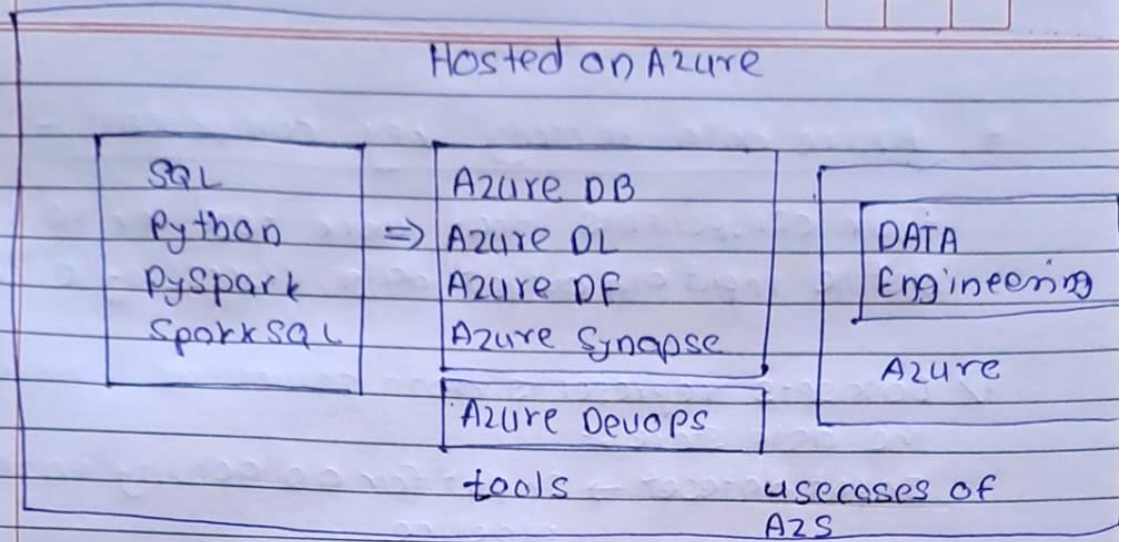 Hosted on Azure
SQL
Python
PySpark
SparkSQL
=>
Azure DB
Azure DL
Azure DF
Azure Synapse
Azure Devops
tools
DATA
Engineering
Azure
usecases of
AZS